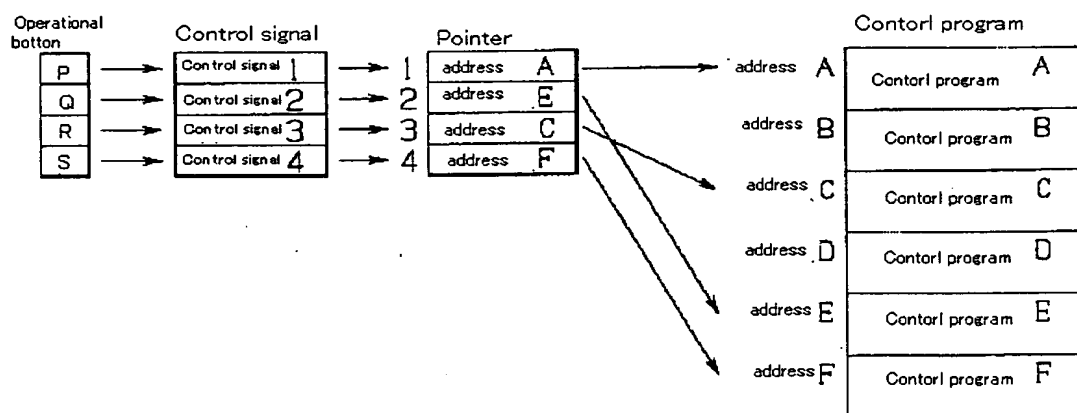 Operational
botton
Control signal
Pointer
Contorl program
P
Control signal 1
1
address A
address A
Contorl program A
Q
Control signal 2
2
address E
address B
Contorl program B
R
Control signal 3
3
address C
address C
Contorl program C
S
Control signal 4
4
address F
address D
Contorl program D
address E
Contorl program E
address F
Contorl program F